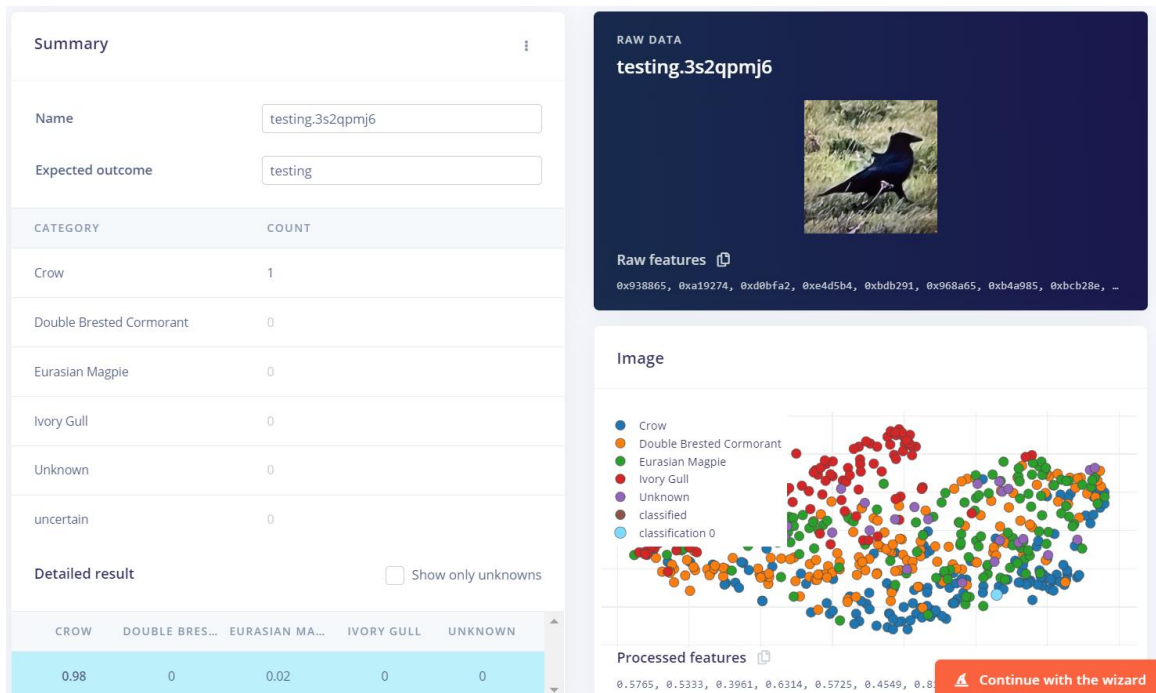 Summary
Name
testing.3s2qpmj6
Expected outcome
testing
CATEGORY COUNT
Crow 1
Double Brested Cormorant 0
Eurasian Magpie 0
Ivory Gull 0
Unknown 0
uncertain 0
Detailed result
Show only unknowns
CROW DOUBLE BRES... EURASIAN MA... IVORY GULL UNKNOWN
0.98 0 0.02 0 0
RAW DATA
testing.3s2qpmj6
Raw features
0x938865, 0xa19274, 0xd0bfa2, 0xe4d5b4, 0xbdb291, 0x968a65, 0xb4a985, 0xbcb28e, …
Image
Crow
Double Brested Cormorant
Eurasian Magpie
Ivory Gull
Unknown
classified
classification 0
Processed features
0.5765, 0.5333, 0.3961, 0.6314, 0.5725, 0.4549,
Continue with the wizard